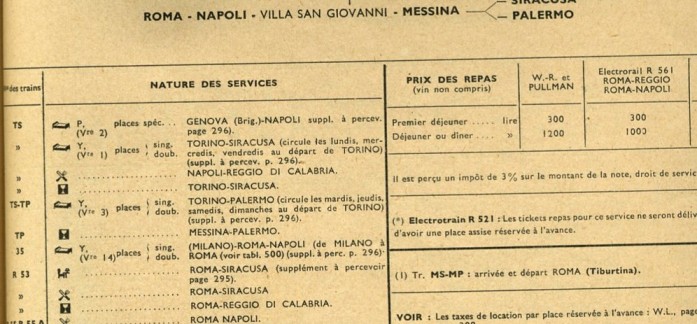 SIRACUSA
ROMA - NAPOLI - VILLA SAN GIOVANNI - MESSINA
PALERMO
Nos des trains
NATURE DES SERVICES
TS
P, places spéc...
(Vre 2)
GENOVA (Brig.)-NAPOLI suppl. à percev.
page 296).
»
Y, places { sing.
(Vre 1) doub.
TORINO-SIRACUSA (circule les lundis, mer-
credis, vendredis au départ de TORINO)
(suppl. à percev. p. 296).
»
NAPOLI-REGGIO DI CALABRIA.
»
TORINO-SIRACUSA.
TS-TP
Y, places { sing.
(Vre 3) doub.
TORINO-PALERMO (circule les mardis, jeudis,
samedis, dimanches au départ de TORINO)
(suppl. à percev. p. 296).
TP
MESSINA-PALERMO.
35
Y, places { sing.
(Vre 14) doub.
(MILANO)-ROMA-NAPOLI (de MILANO à
ROMA (voir tabl. 500) (suppl. à perc. p. 296).
R 53
ROMA-SIRACUSA (supplément à percevoir
page 295).
»
ROMA-SIRACUSA
»
ROMA-REGGIO DI CALABRIA.
R 55 A
ROMA NAPOLI.
PRIX DES REPAS
(vin non compris)
W.-R. et
PULLMAN
Electrorail R 561
ROMA-REGGIO
ROMA-NAPOLI
Premier déjeuner ..... lire 300 300
Déjeuner ou dîner... » 1200 1000
Il est perçu un impôt de 3% sur le montant de la note, droit de service
(*) Electrotrain R 521 : Les tickets repas pour ce service ne seront déliv
d'avoir une place assise réservée à l'avance.
(1) Tr. MS-MP : arrivée et départ ROMA (Tiburtina).
VOIR : Les taxes de location par place réservée à l'avance : W.L., page